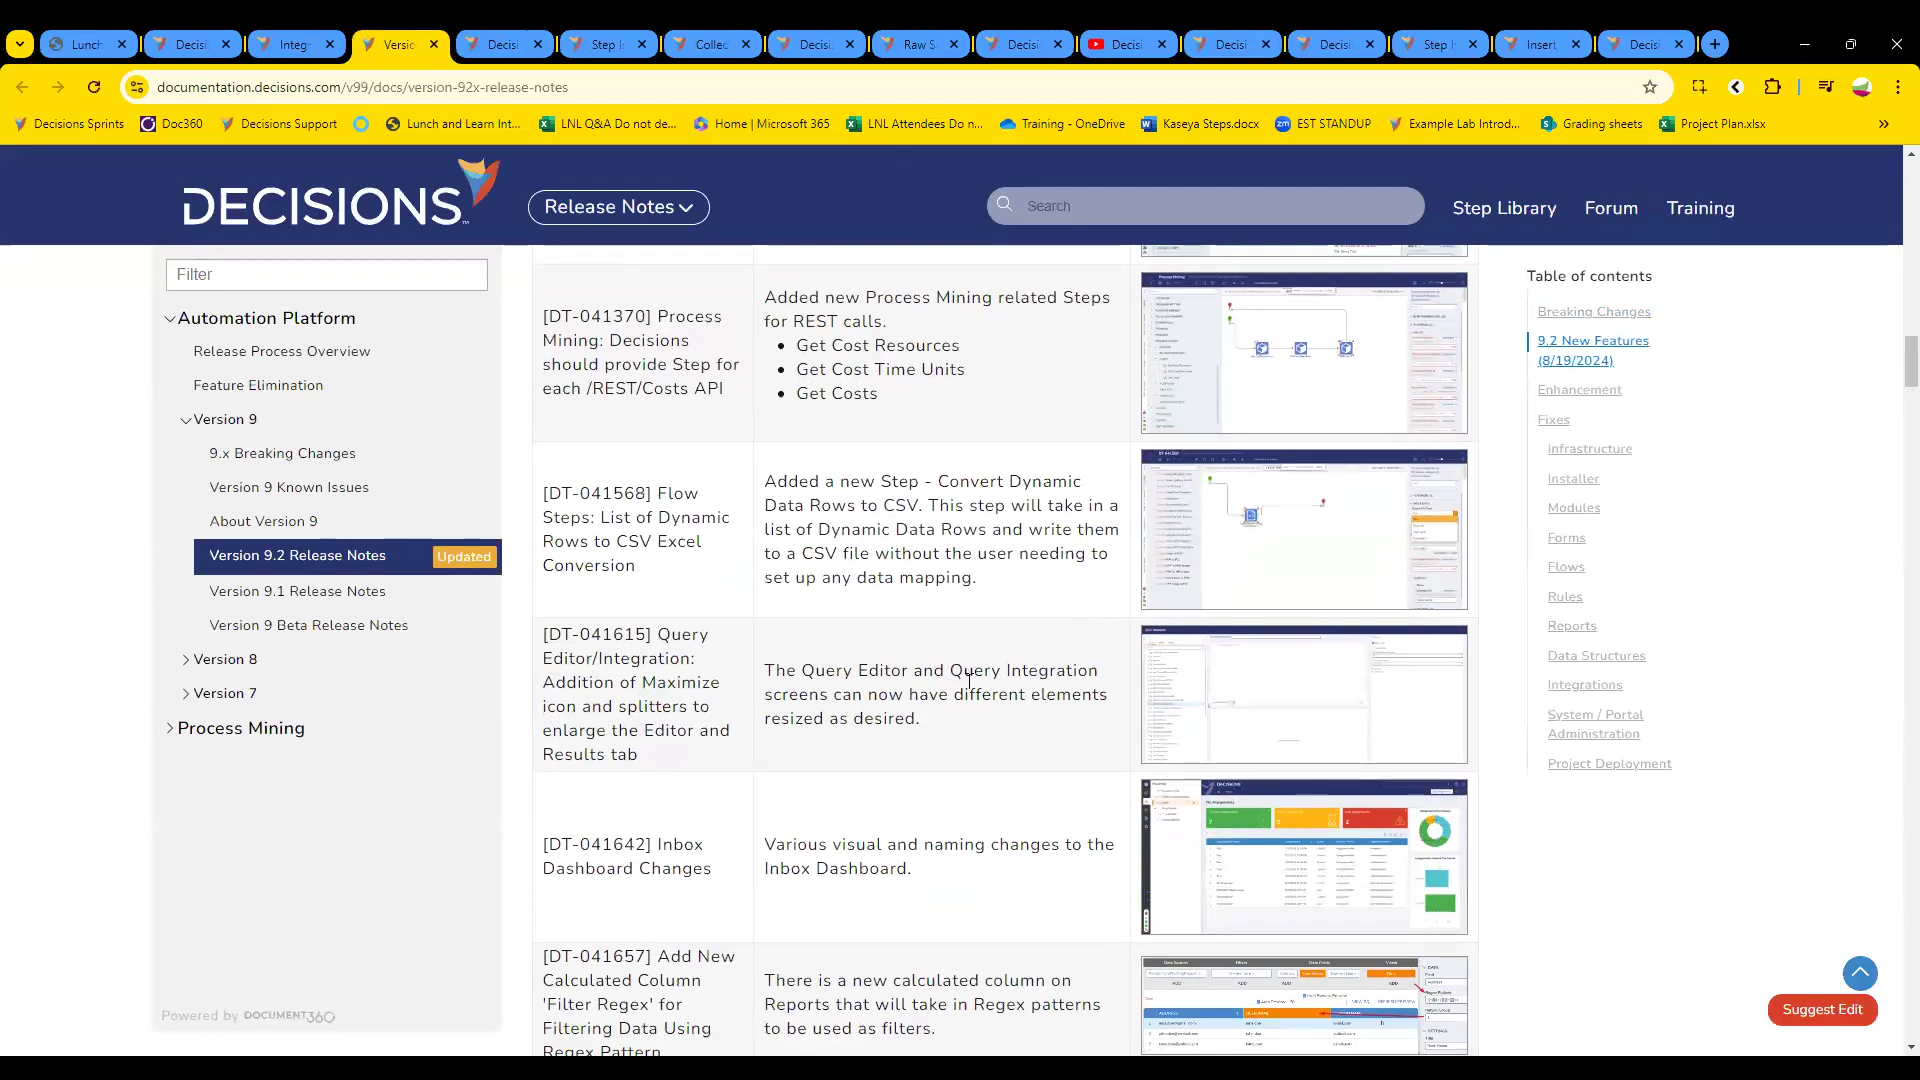 Lunch
Decisi
Integ
Versio
Decisi
Step I
Collec
Decisi
Raw S
Decisi
Decisi
Decisi
Decisi
Step I
Insert
Decisi
documentation.decisions.com/v99/docs/version-92x-release-notes
Decisions Sprints
Doc360
Decisions Support
Lunch and Learn Int...
LNL Q&A Do not de...
Home | Microsoft 365
LNL Attendees Do n...
Training - OneDrive
Kaseya Steps.docx
zm EST STANDUP
Example Lab Introd...
Grading sheets
Project Plan.xlsx
DECISIONS
Release Notes
Search
Step Library
Forum
Training
Filter
Automation Platform
Release Process Overview
Feature Elimination
Version 9
9.x Breaking Changes
Version 9 Known Issues
About Version 9
Version 9.2 Release Notes Updated
Version 9.1 Release Notes
Version 9 Beta Release Notes
Version 8
Version 7
Process Mining
Powered by DOCUMENT360
[DT-041370] Process
Mining: Decisions
should provide Step for
each /REST/Costs API
Added new Process Mining related Steps
for REST calls.
• Get Cost Resources
• Get Cost Time Units
• Get Costs
[DT-041568] Flow
Steps: List of Dynamic
Rows to CSV Excel
Conversion
Added a new Step - Convert Dynamic
Data Rows to CSV. This step will take in a
list of Dynamic Data Rows and write them
to a CSV file without the user needing to
set up any data mapping.
[DT-041615] Query
Editor/Integration:
Addition of Maximize
icon and splitters to
enlarge the Editor and
Results tab
The Query Editor and Query Integration
screens can now have different elements
resized as desired.
[DT-041642] Inbox
Dashboard Changes
Various visual and naming changes to the
Inbox Dashboard.
DECISIONS
[DT-041657] Add New
Calculated Column
'Filter Regex' for
Filtering Data Using
Regex Pattern
There is a new calculated column on
Reports that will take in Regex patterns
to be used as filters.
Table of contents
Breaking Changes
9.2 New Features
(8/19/2024)
Enhancement
Fixes
Infrastructure
Installer
Modules
Forms
Flows
Rules
Reports
Data Structures
Integrations
System / Portal
Administration
Project Deployment
Suggest Edit